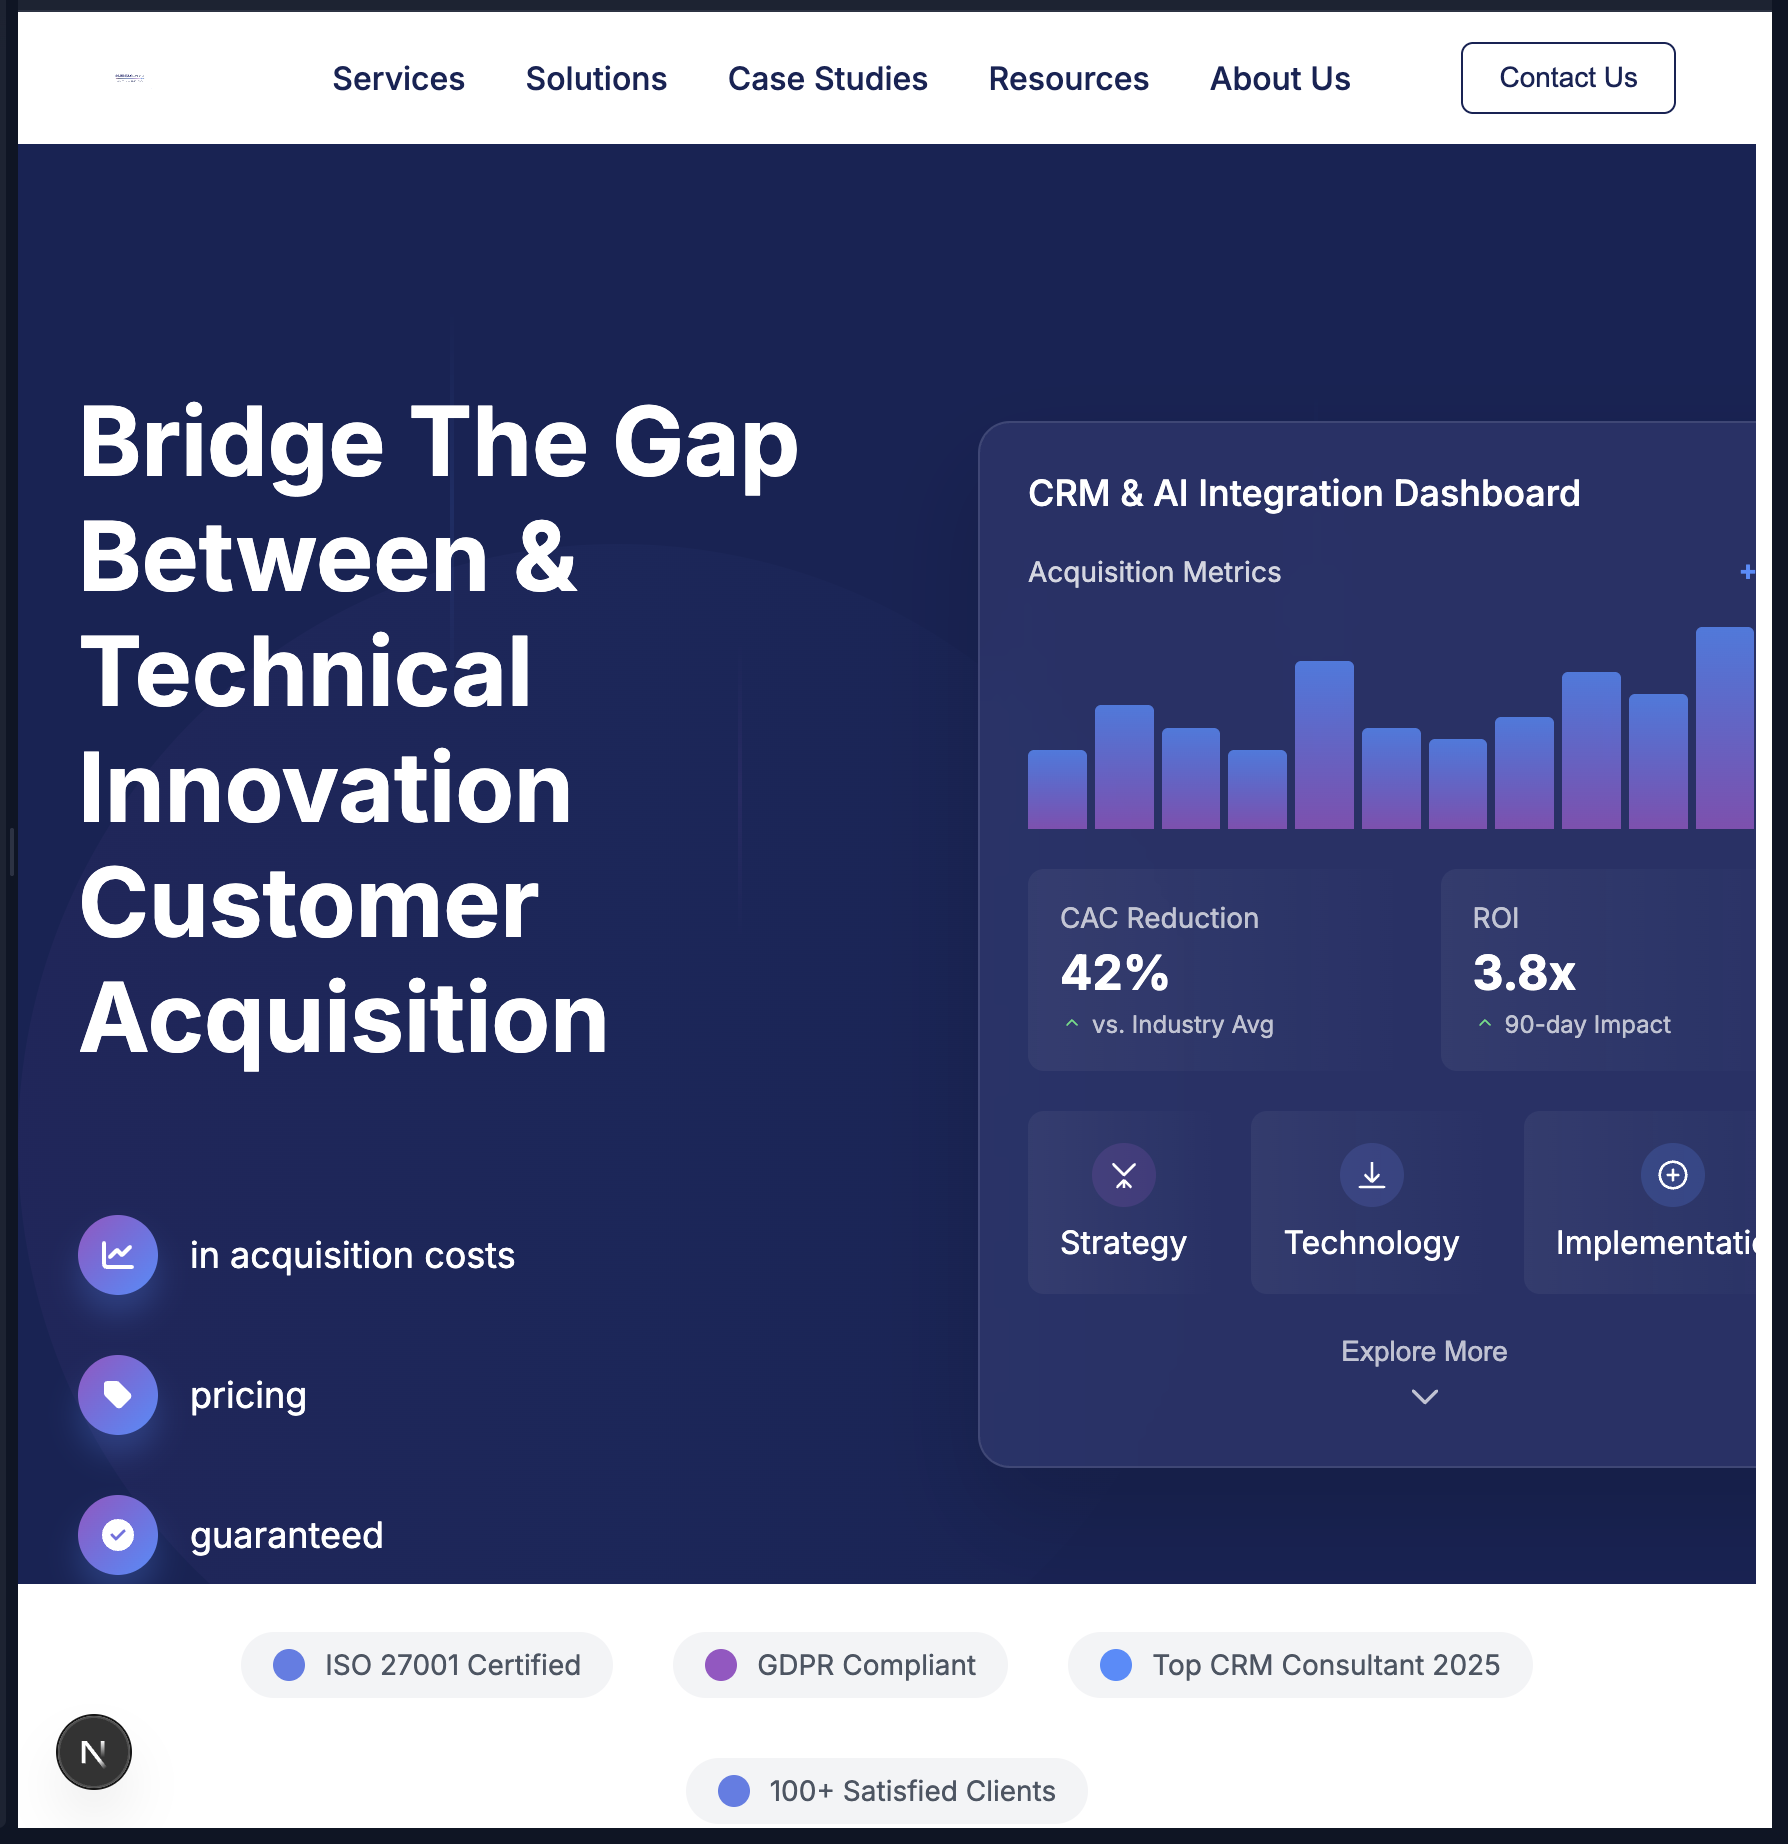 Services
Solutions
Case Studies
Resources
About Us
Contact Us
Bridge The Gap
Between &
Technical
Innovation
Customer
Acquisition
in acquisition costs
pricing
guaranteed
CRM & AI Integration Dashboard
Acquisition Metrics
+
CAC Reduction
42%
vs. Industry Avg
ROI
3.8x
90-day Impact
Strategy
Technology
Implementatio
Explore More
ISO 27001 Certified
GDPR Compliant
Top CRM Consultant 2025
100+ Satisfied Clients
N